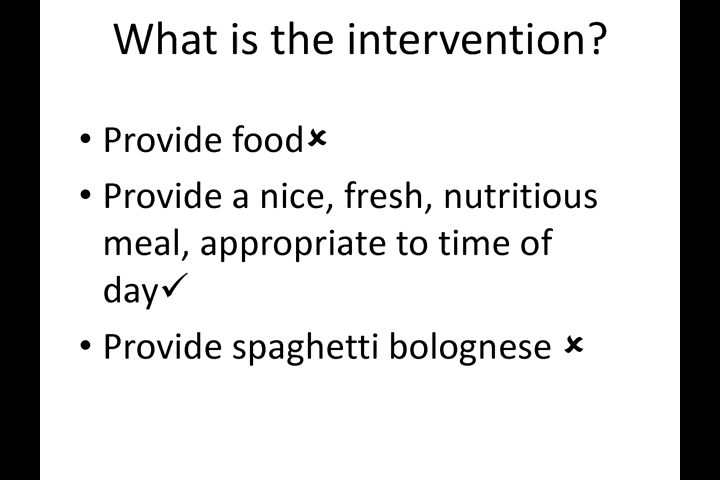 What is the intervention?
• Provide food✘
• Provide a nice, fresh, nutritious
meal, appropriate to time of
day✓
• Provide spaghetti bolognese ✘